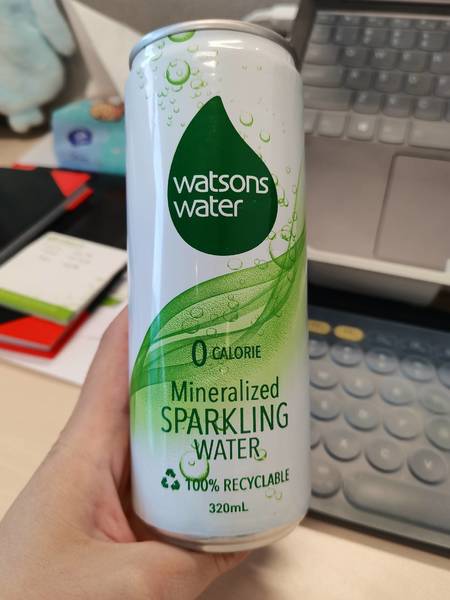 watsons
water
0 CALORIE
Mineralized
SPARKLING
WATER
100% RECYCLABLE
320mL